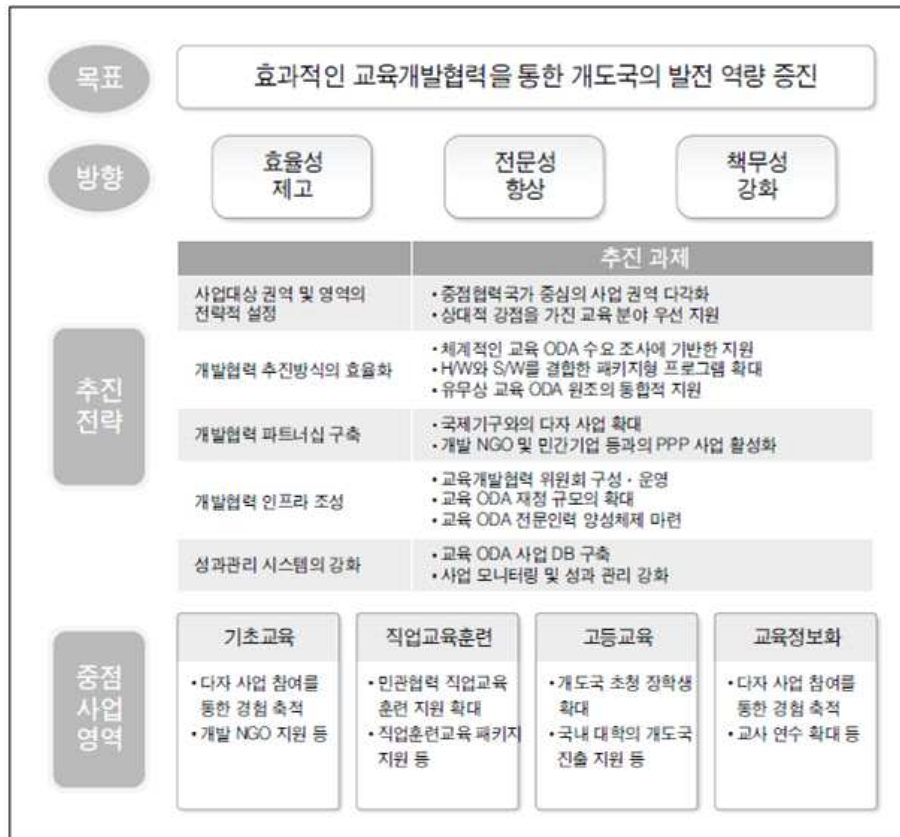 목표
효과적인 교육개발협력을 통한 개도국의 발전 역량 증진
방향
효율성
제고
전문성
향상
책무성
강화
추진
전략
추진 과제
사업대상 권역 및 영역의
전략적 설정
• 중점협력국가 중심의 사업 권역 다각화
• 상대적 강점을 가진 교육 분야 우선 지원
개발협력 추진방식의 효율화
• 체계적인 교육 ODA 수요 조사에 기반한 지원
• H/W와 S/W를 결합한 패키지형 프로그램 확대
• 유무상 교육 ODA 원조의 통합적 지원
개발협력 파트너십 구축
• 국제기구와의 다자 사업 확대
• 개발 NGO 및 민간기업 등과의 PPP 사업 활성화
개발협력 인프라 조성
• 교육개발협력 위원회 구성 · 운영
• 교육 ODA 재정 규모의 확대
• 교육 ODA 전문인력 양성체제 마련
성과관리 시스템의 강화
• 교육 ODA 사업 DB 구축
• 사업 모니터링 및 성과 관리 강화
중점
사업
영역
기초교육
• 다자 사업 참여를
통한 경험 축적
• 개발 NGO 지원 등
직업교육훈련
• 민관협력 직업교육
훈련 지원 확대
• 직업훈련교육 패키지
지원 등
고등교육
• 개도국 초청 장학생
확대
• 국내 대학의 개도국
진출 지원 등
교육정보화
• 다자 사업 참여를
통한 경험 축적
• 교사 연수 확대 등